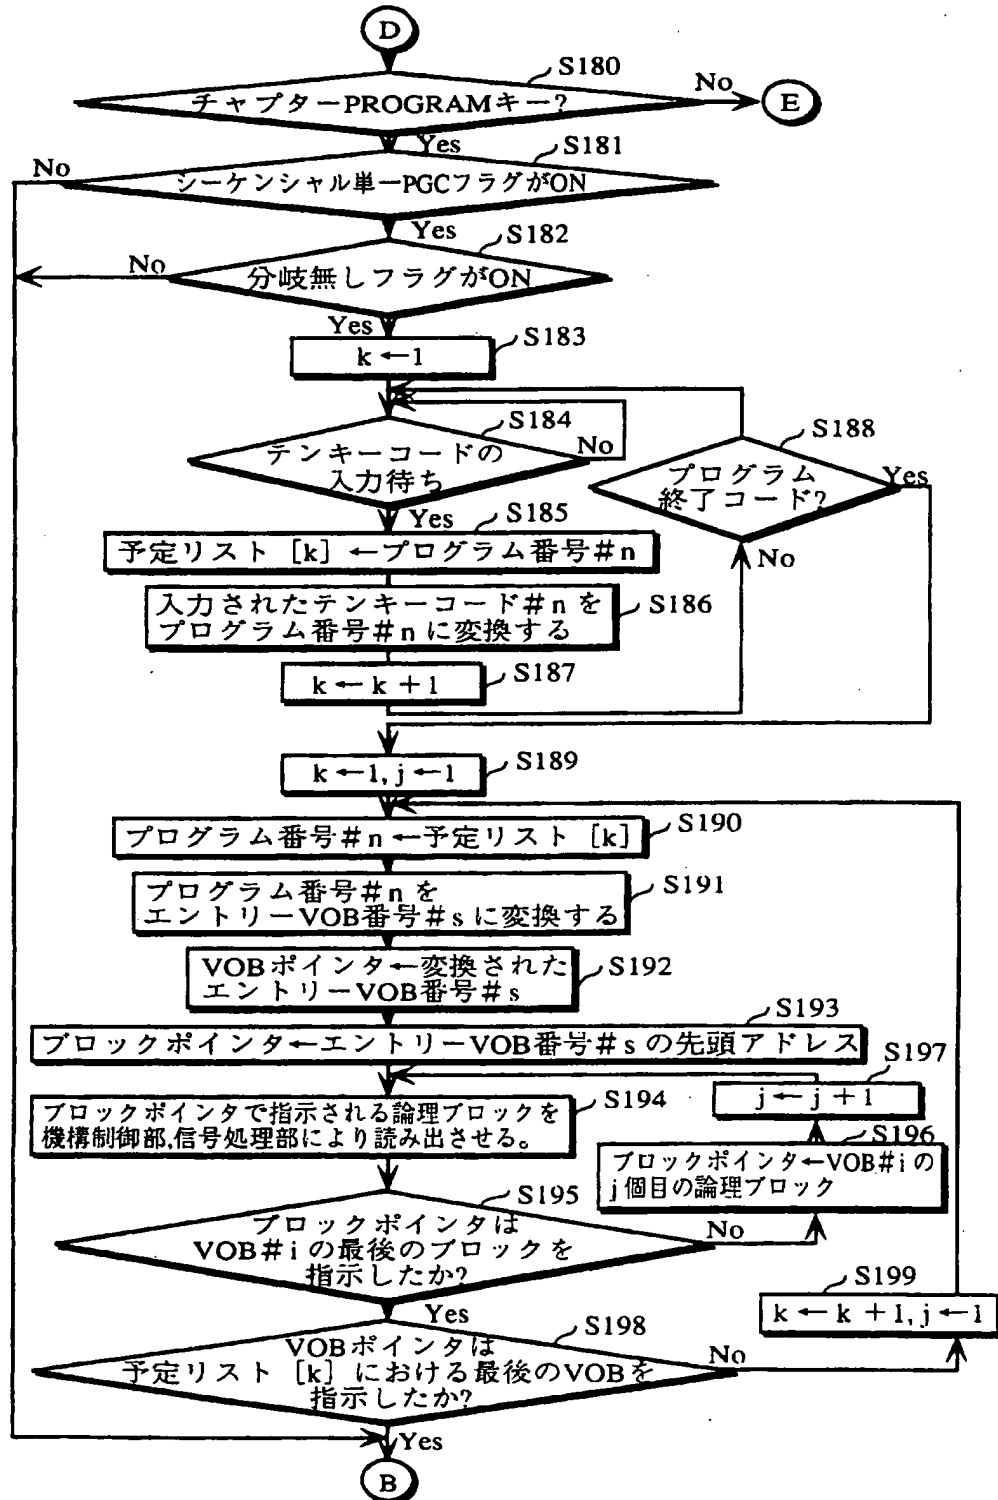 D
S180
チャプターPROGRAMキー?
No
E
Yes
S181
No
シーケンシャル単一PGCフラグがON
Yes
S182
No
分岐無しフラグがON
Yes
S183
k←1
S184
テンキーコードの
入力待ち
No
S188
プログラム
終了コード?
Yes
No
Yes
S185
予定リスト [k]←プログラム番号#n
入力されたテンキーコード#nを
プログラム番号#nに変換する
S186
k←k+1
S187
k←1,j←1
S189
プログラム番号#n←予定リスト [k]
S190
プログラム番号#nを
エントリーVOB番号#sに変換する
S191
VOBポインタ←変換された
エントリーVOB番号#s
S192
S193
ブロックポインタ←エントリーVOB番号#sの先頭アドレス
S197
j←j+1
ブロックポインタで指示される論理ブロックを
機構制御部,信号処理部により読み出させる。
S194
S196
ブロックポインタ←VOB#iの
j個目の論理ブロック
S195
ブロックポインタは
VOB#iの最後のブロックを
指示したか?
No
Yes
S199
k←k+1,j←1
S198
VOBポインタは
予定リスト [k]における最後のVOBを
指示したか?
No
Yes
B